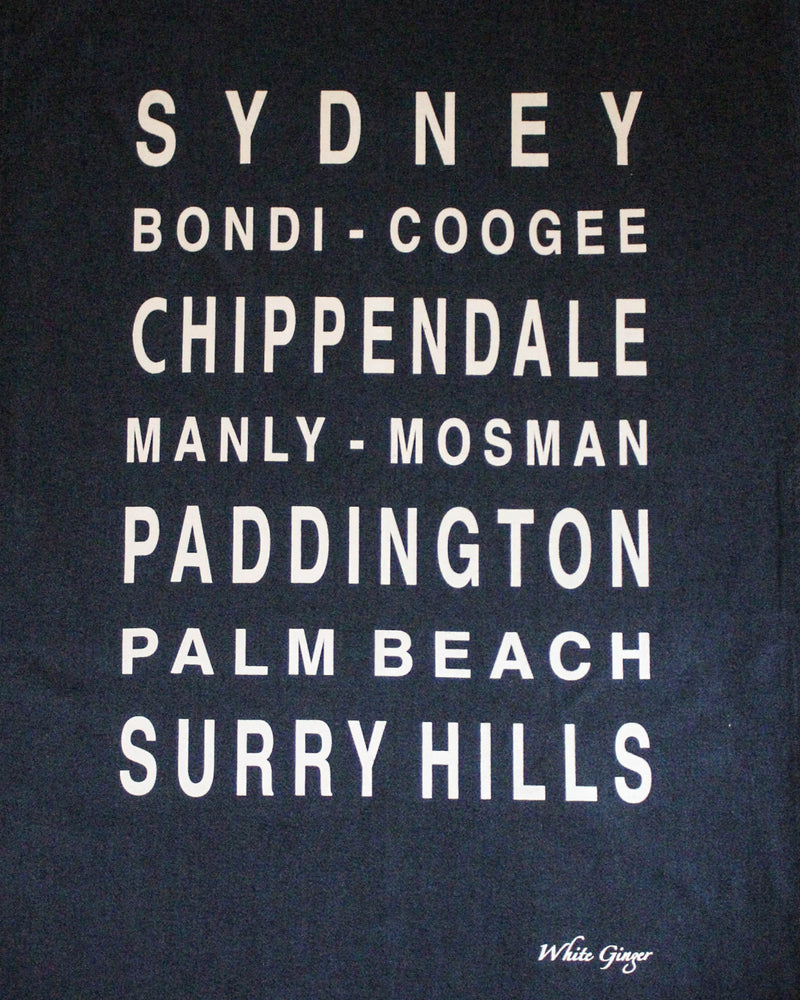 SYDNEY
BONDI - COOGEE
CHIPPENDALE
MANLY - MOSMAN
PADDINGTON
PALM BEACH
SURRY HILLS
White Ginger